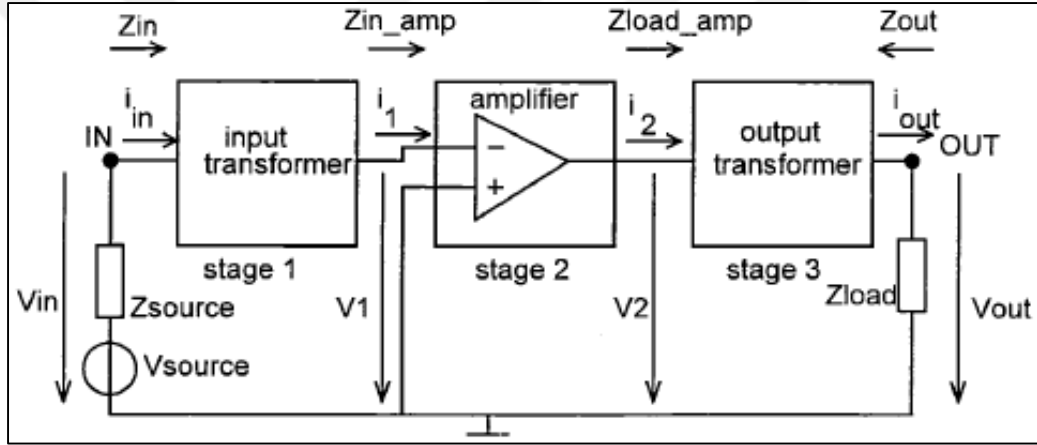 Zin
Zin_amp
Zload_amp
Zout
i in
i 1
amplifier
i 2
i out
IN
input
transformer
−
+
output
transformer
OUT
stage 1
stage 2
stage 3
Vin
Zsource
V1
V2
Zload
Vout
Vsource